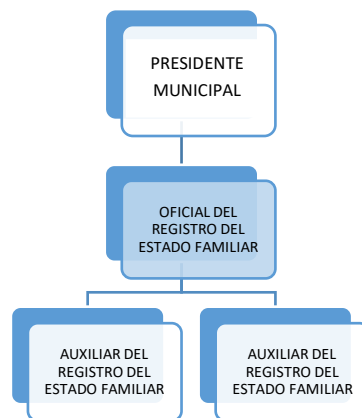 PRESIDENTE
MUNICIPAL
OFICIAL DEL
REGISTRO DEL
ESTADO FAMILIAR
AUXILIAR DEL
REGISTRO DEL
ESTADO FAMILIAR
AUXILIAR DEL
REGISTRO DEL
ESTADO FAMILIAR